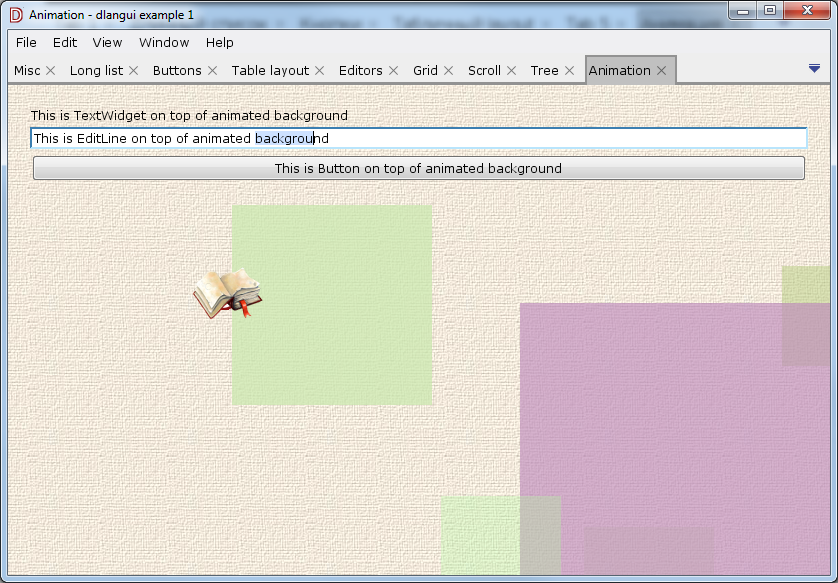 Animation - dlangui example 1
File Edit View Window Help
Misc Long list Buttons Table layout Editors Grid Scroll Tree Animation
This is TextWidget on top of animated background
This is EditLine on top of animated background
This is Button on top of animated background